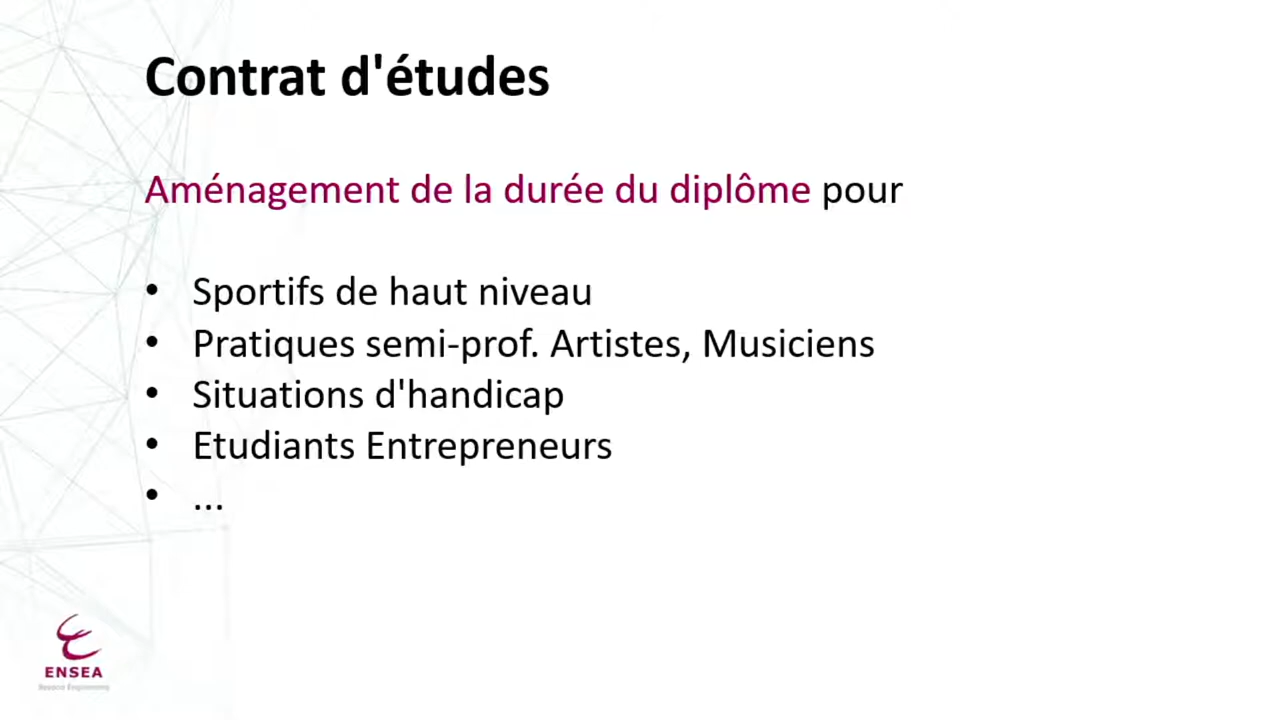 Contrat d'études
Aménagement de la durée du diplôme pour
• Sportifs de haut niveau
• Pratiques semi-prof. Artistes, Musiciens
• Situations d'handicap
• Etudiants Entrepreneurs
• ...
ENSEA